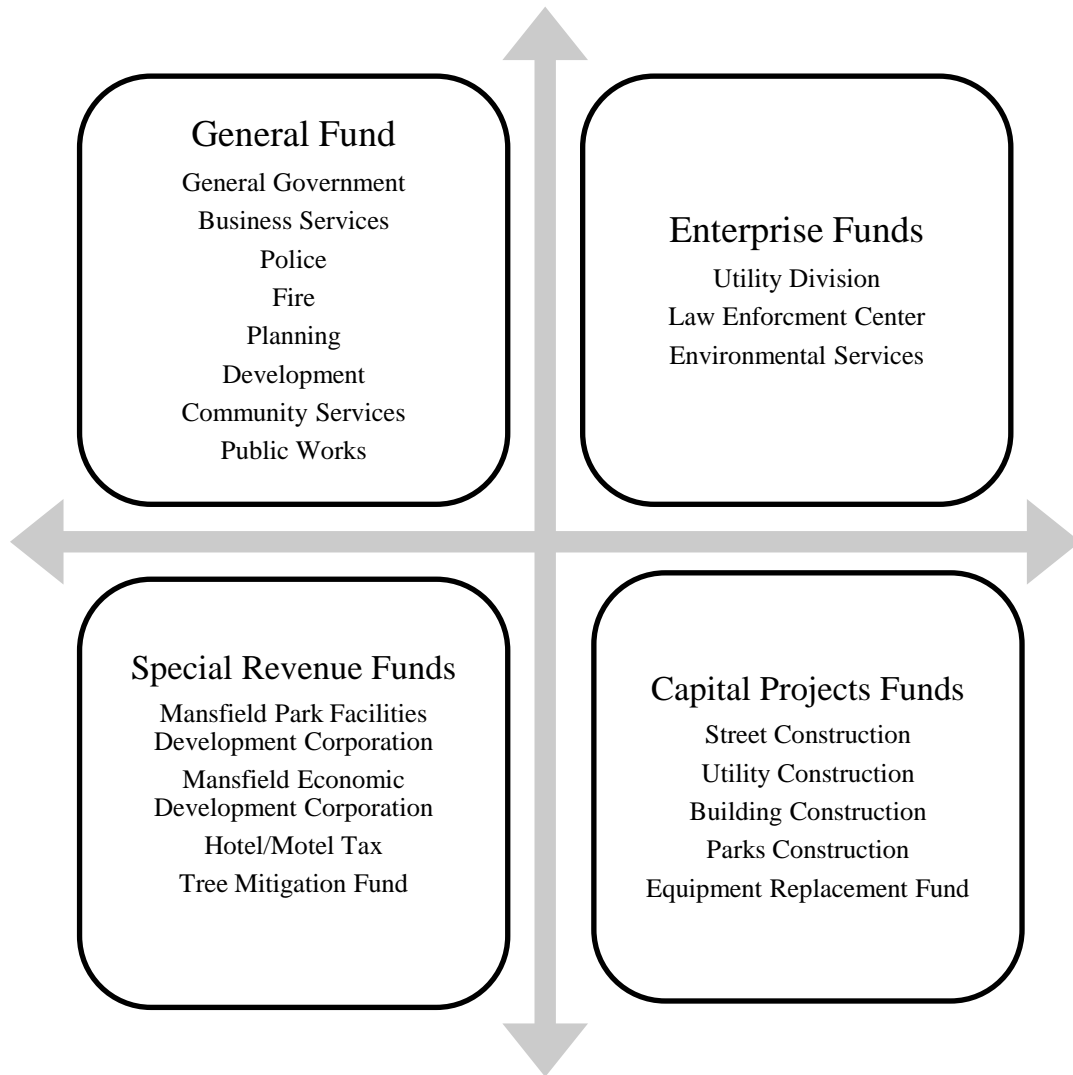 General Fund
General Government
Business Services
Police
Fire
Planning
Development
Community Services
Public Works
Enterprise Funds
Utility Division
Law Enforcment Center
Environmental Services
Special Revenue Funds
Mansfield Park Facilities
Development Corporation
Mansfield Economic
Development Corporation
Hotel/Motel Tax
Tree Mitigation Fund
Capital Projects Funds
Street Construction
Utility Construction
Building Construction
Parks Construction
Equipment Replacement Fund